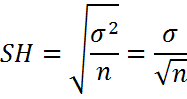 SH = √(σ²/n) = σ/√n